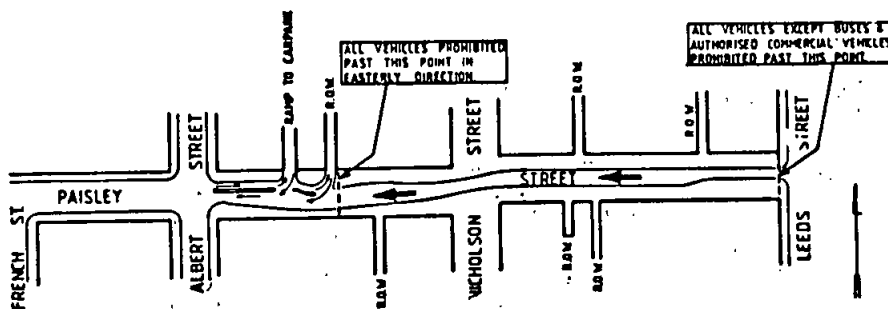 ALL VEHICLES PROHIBITED
PAST THIS POINT IN
EASTERLY DIRECTION
ALL VEHICLES EXCEPT BUSES &
AUTHORISED COMMERCIAL VEHICLES
PROHIBITED PAST THIS POINT
RAMP TO CARPARK
R.O.W.
R.O.W.
R.O.W
STREET
STREET
STREET
PAISLEY
STREET
FRENCH ST.
ALBERT
R.O.W.
NICHOLSON
R.O.W.
R.O.W.
LEEDS